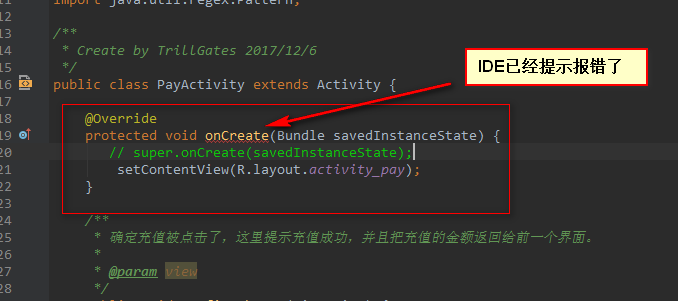 import java.util.regex.Pattern;
13
/**
14
* Create by TrillGates 2017/12/6
15
*/
16
public class PayActivity extends Activity {
IDE已经提示报错了
17
18
@Override
19
protected void onCreate(Bundle savedInstanceState) {
20
// super.onCreate(savedInstanceState);
21
setContentView(R.layout.activity_pay);
22
}
23
24
/**
25
* 确定充值被点击了，这里提示充值成功，并且把充值的金额返回给前一个界面。
26
*
27
* @param view
28
*/